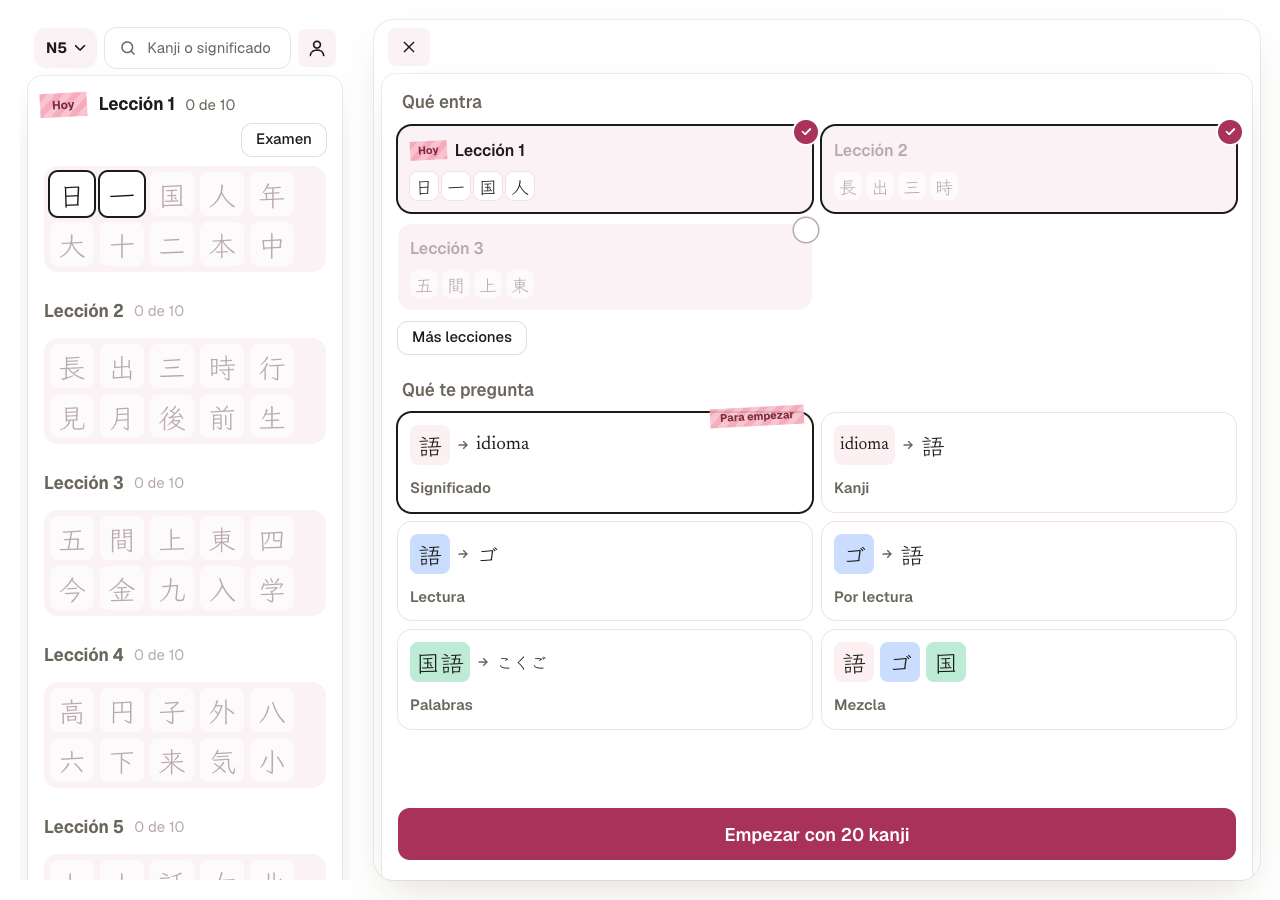 N5
Kanji o significado
Hoy Lección 1 0 de 10
Examen
日 一 国 人 年
大 十 二 本 中
Lección 2 0 de 10
長 出 三 時 行
見 月 後 前 生
Lección 3 0 de 10
五 間 上 東 四
今 金 九 入 学
Lección 4 0 de 10
高 円 子 外 八
六 下 来 気 小
Lección 5 0 de 10
Qué entra
Hoy Lección 1
日 一 国 人
Lección 2
長 出 三 時
Lección 3
五 間 上 東
Más lecciones
Qué te pregunta
Para empezar
語 → idioma
Significado
idioma → 語
Kanji
語 → ゴ
Lectura
ゴ → 語
Por lectura
国語 → こくご
Palabras
語 ゴ 国
Mezcla
Empezar con 20 kanji